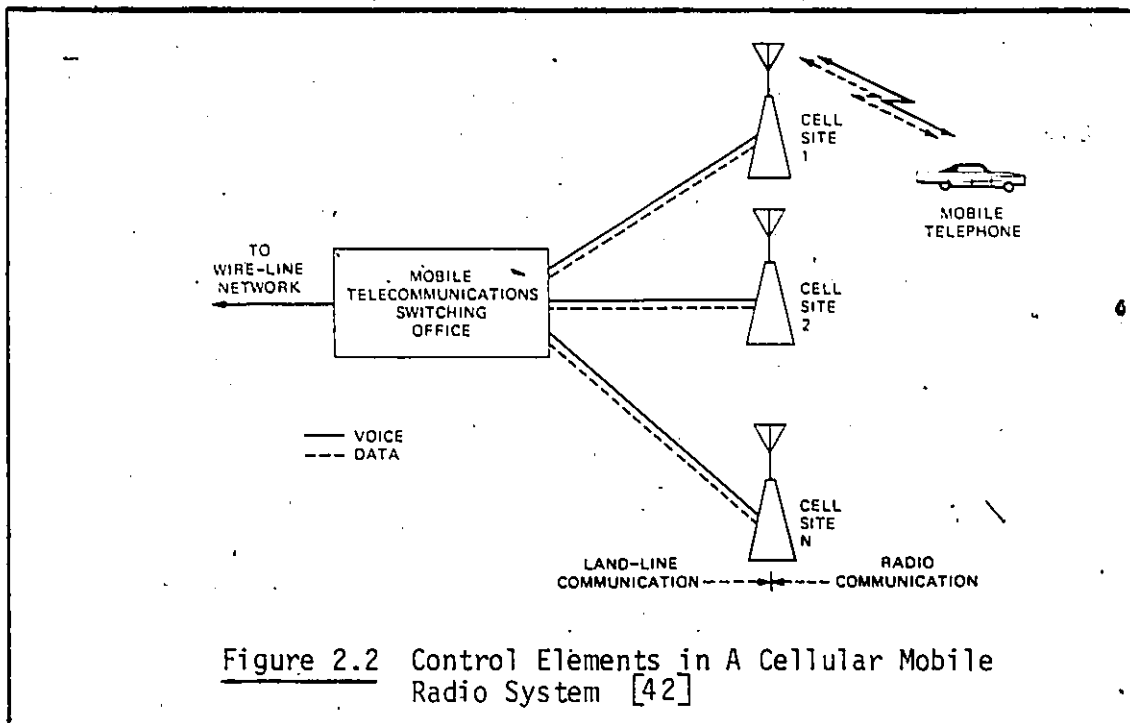 CELL
SITE
1
MOBILE
TELEPHONE
TO
WIRE-LINE
NETWORK
MOBILE
TELECOMMUNICATIONS
SWITCHING
OFFICE
CELL
SITE
2
VOICE
DATA
CELL
SITE
N
LAND-LINE
COMMUNICATION
RADIO
COMMUNICATION
Figure 2.2 Control Elements in A Cellular Mobile
Radio System [42]